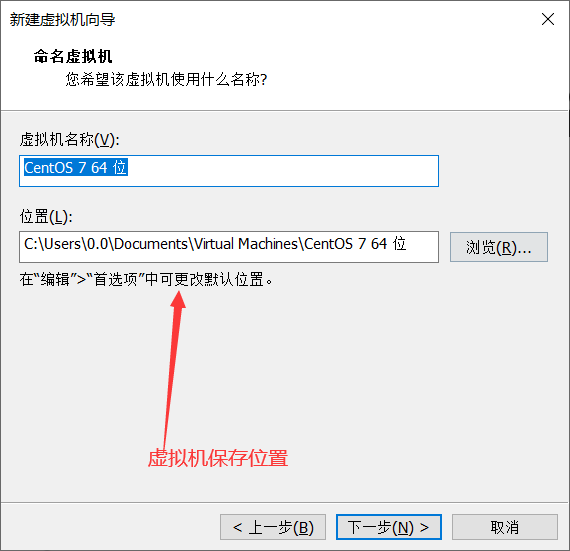 新建虚拟机向导
命名虚拟机
您希望该虚拟机使用什么名称?
虚拟机名称(V):
CentOS 7 64 位
位置(L):
C:\Users\0.0\Documents\Virtual Machines\CentOS 7 64 位
浏览(R)...
在“编辑”>“首选项”中可更改默认位置。
虚拟机保存位置
< 上一步(B)
下一步(N) >
取消